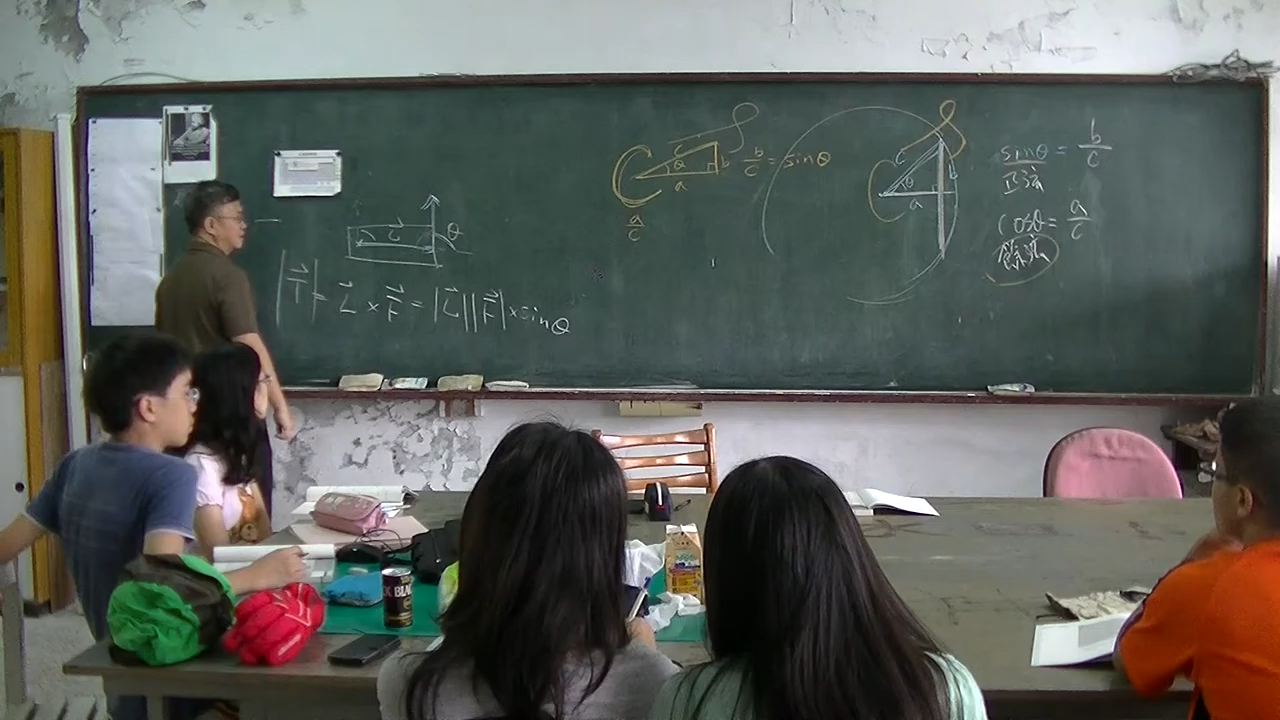 L θ
|T| = L × F = |L||F| × sinθ
c θ b b/c = sinθ
a
a/c
c θ
a
sinθ = b/c
正弦
cosθ = a/c
餘弦
BLACK